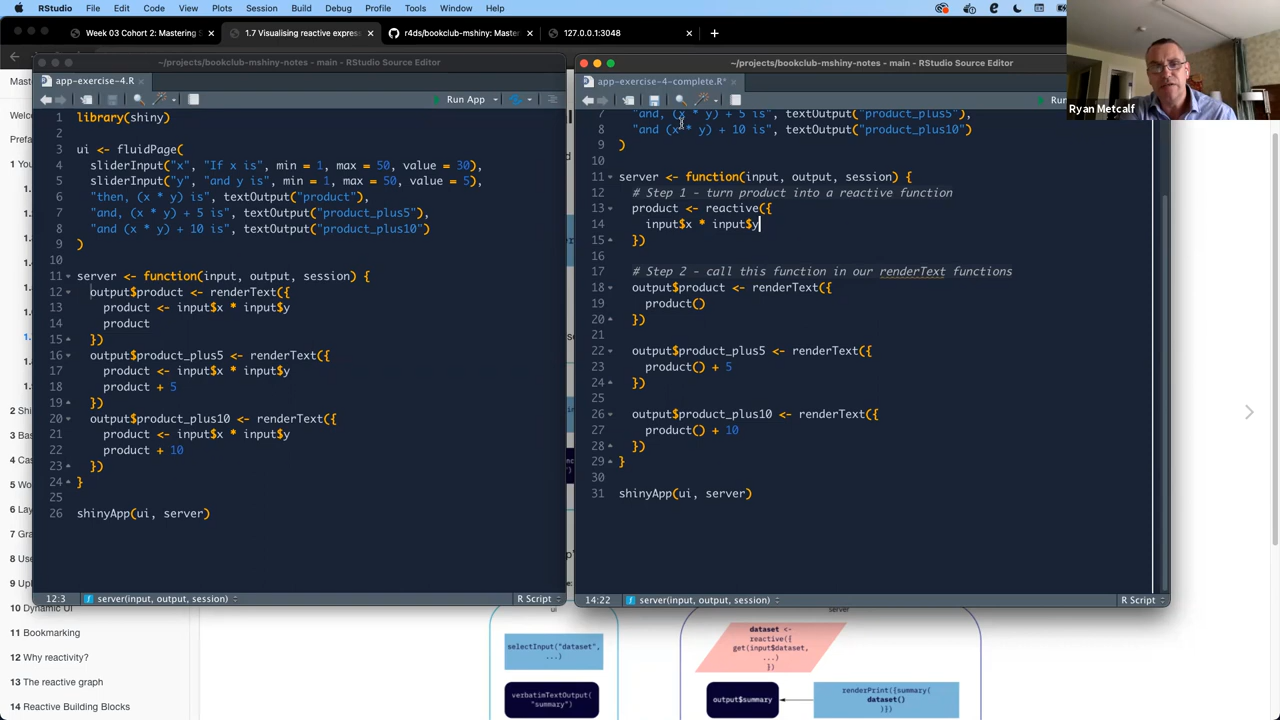 RStudio File Edit Code View Plots Session Build Debug Profile Tools Window Help
Week 03 Cohort 2: Mastering S
1.7 Visualising reactive expres
r4ds/bookclub-mshiny: Master
127.0.0.1:3048
Ryan Metcalf
~/projects/bookclub-mshiny-notes - main - RStudio Source Editor
app-exercise-4.R
Run App
1 library(shiny)
2
3 ui <- fluidPage(
4 sliderInput("x", "If x is", min = 1, max = 50, value = 30),
5 sliderInput("y", "and y is", min = 1, max = 50, value = 5),
6 "then, (x * y) is", textOutput("product"),
7 "and, (x * y) + 5 is", textOutput("product_plus5"),
8 "and (x * y) + 10 is", textOutput("product_plus10")
9 )
10
11 server <- function(input, output, session) {
12 output$product <- renderText({
13 product <- input$x * input$y
14 product
15 })
16 output$product_plus5 <- renderText({
17 product <- input$x * input$y
18 product + 5
19 })
20 output$product_plus10 <- renderText({
21 product <- input$x * input$y
22 product + 10
23 })
24 }
25
26 shinyApp(ui, server)
12:3 server(input, output, session) R Script
~/projects/bookclub-mshiny-notes - main - RStudio Source Editor
app-exercise-4-complete.R*
Run
7 "and, (x * y) + 5 is", textOutput("product_plus5"),
8 "and (x * y) + 10 is", textOutput("product_plus10")
9 )
10
11 server <- function(input, output, session) {
12 # Step 1 - turn product into a reactive function
13 product <- reactive({
14 input$x * input$y
15 })
16
17 # Step 2 - call this function in our renderText functions
18 output$product <- renderText({
19 product()
20 })
21
22 output$product_plus5 <- renderText({
23 product() + 5
24 })
25
26 output$product_plus10 <- renderText({
27 product() + 10
28 })
29 }
30
31 shinyApp(ui, server)
14:22 server(input, output, session) R Script
10 Dynamic UI
11 Bookmarking
12 Why reactivity?
13 The reactive graph
ding Blocks
ui
selectInput("dataset",
...)
verbatimTextOutput(
"summary")
server
dataset <-
reactive({
get(input$dataset,
...)
})
output$summary
renderPrint({summary(
dataset()
)})